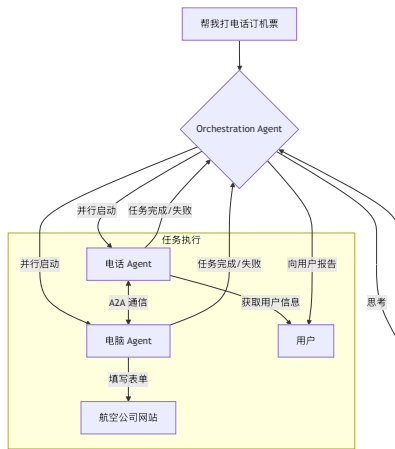 帮我打电话订机票
Orchestration Agent
并行启动
任务完成/失败
任务执行
并行启动
电话 Agent
任务完成/失败
向用户报告
A2A 通信
获取用户信息
思考
电脑 Agent
用户
填写表单
航空公司网站